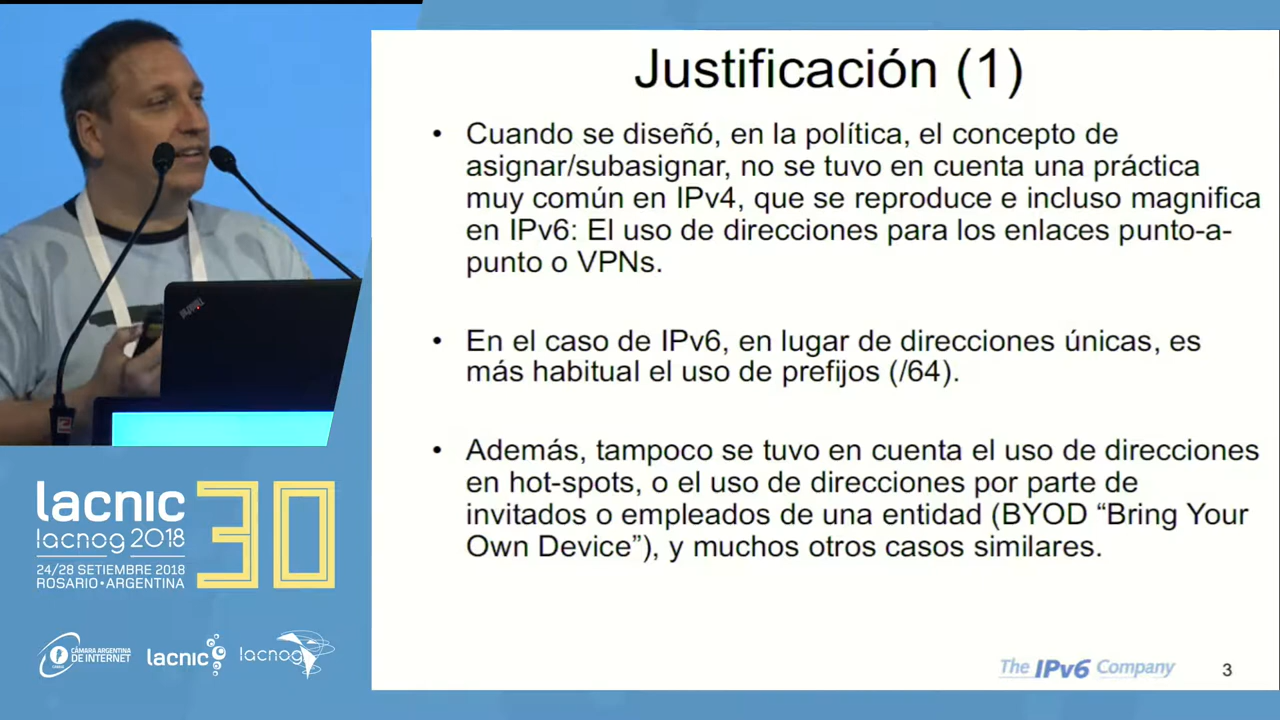 Justificación (1)
• Cuando se diseñó, en la política, el concepto de
asignar/subasignar, no se tuvo en cuenta una práctica
muy común en IPv4, que se reproduce e incluso magnifica
en IPv6: El uso de direcciones para los enlaces punto-a-
punto o VPNs.
• En el caso de IPv6, en lugar de direcciones únicas, es
más habitual el uso de prefijos (/64).
• Además, tampoco se tuvo en cuenta el uso de direcciones
en hot-spots, o el uso de direcciones por parte de
invitados o empleados de una entidad (BYOD “Bring Your
Own Device”), y muchos otros casos similares.
The IPv6 Company
3
ThinkPad
lacnic 30
lacnog 2018
24/28 SETIEMBRE 2018
ROSARIO•ARGENTINA
CÁMARA ARGENTINA
DE INTERNET
lacnic
lacnog